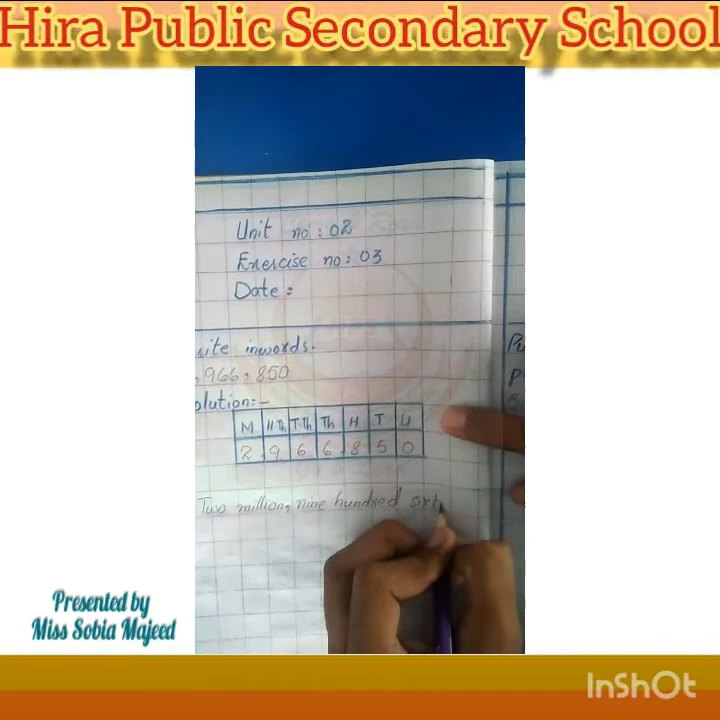 Hira Public Secondary School
Unit no : 02
Exercise no : 03
Date :
rite inwords.
,966,850
olution:-
M H.Th T.Th Th H T U
2,9 6 6,8 5 0
Two million, nine hundred sixt
Presented by
Miss Sobia Majeed
InShOt